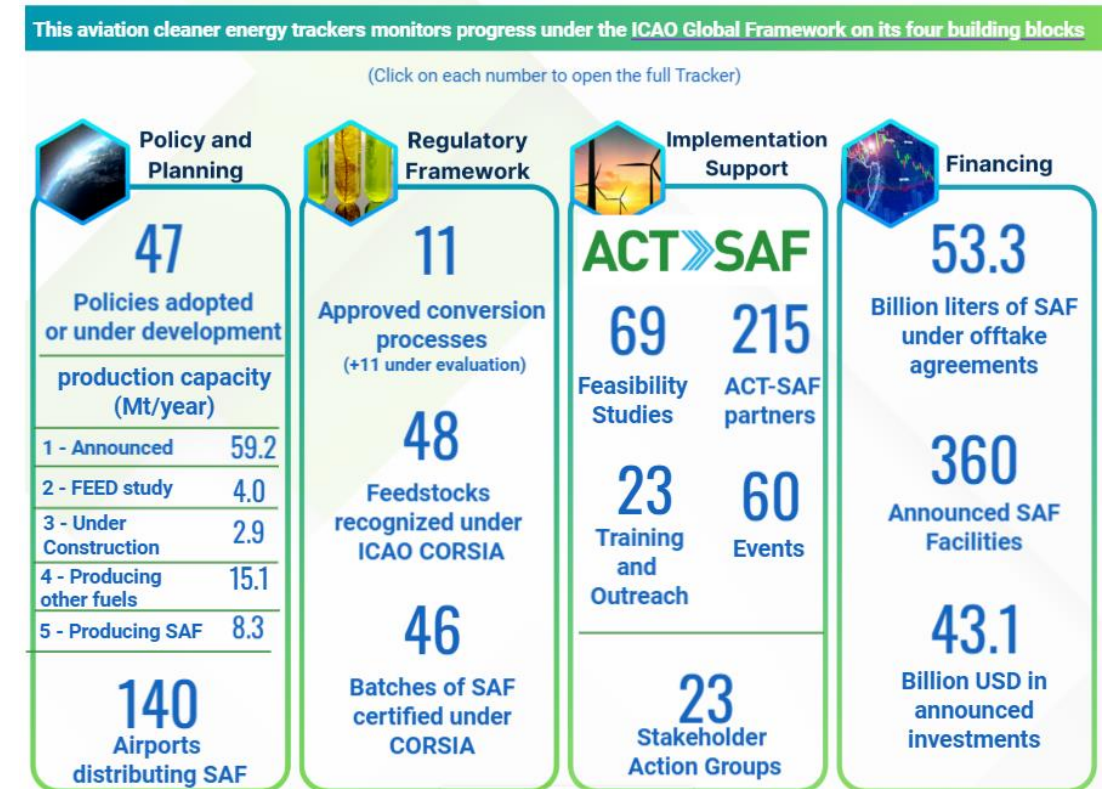 This aviation cleaner energy trackers monitors progress under the ICAO Global Framework on its four building blocks
(Click on each number to open the full Tracker)
Policy and
Planning
47
Policies adopted
or under development
production capacity
(Mt/year)
1 - Announced 59.2
2 - FEED study 4.0
3 - Under
Construction 2.9
4 - Producing
other fuels 15.1
5 - Producing SAF 8.3
140
Airports
distributing SAF
Regulatory
Framework
11
Approved conversion
processes
(+11 under evaluation)
48
Feedstocks
recognized under
ICAO CORSIA
46
Batches of SAF
certified under
CORSIA
Implementation
Support
ACT SAF
69
Feasibility
Studies
215
ACT-SAF
partners
23
Training
and
Outreach
60
Events
23
Stakeholder
Action Groups
Financing
53.3
Billion liters of SAF
under offtake
agreements
360
Announced SAF
Facilities
43.1
Billion USD in
announced
investments